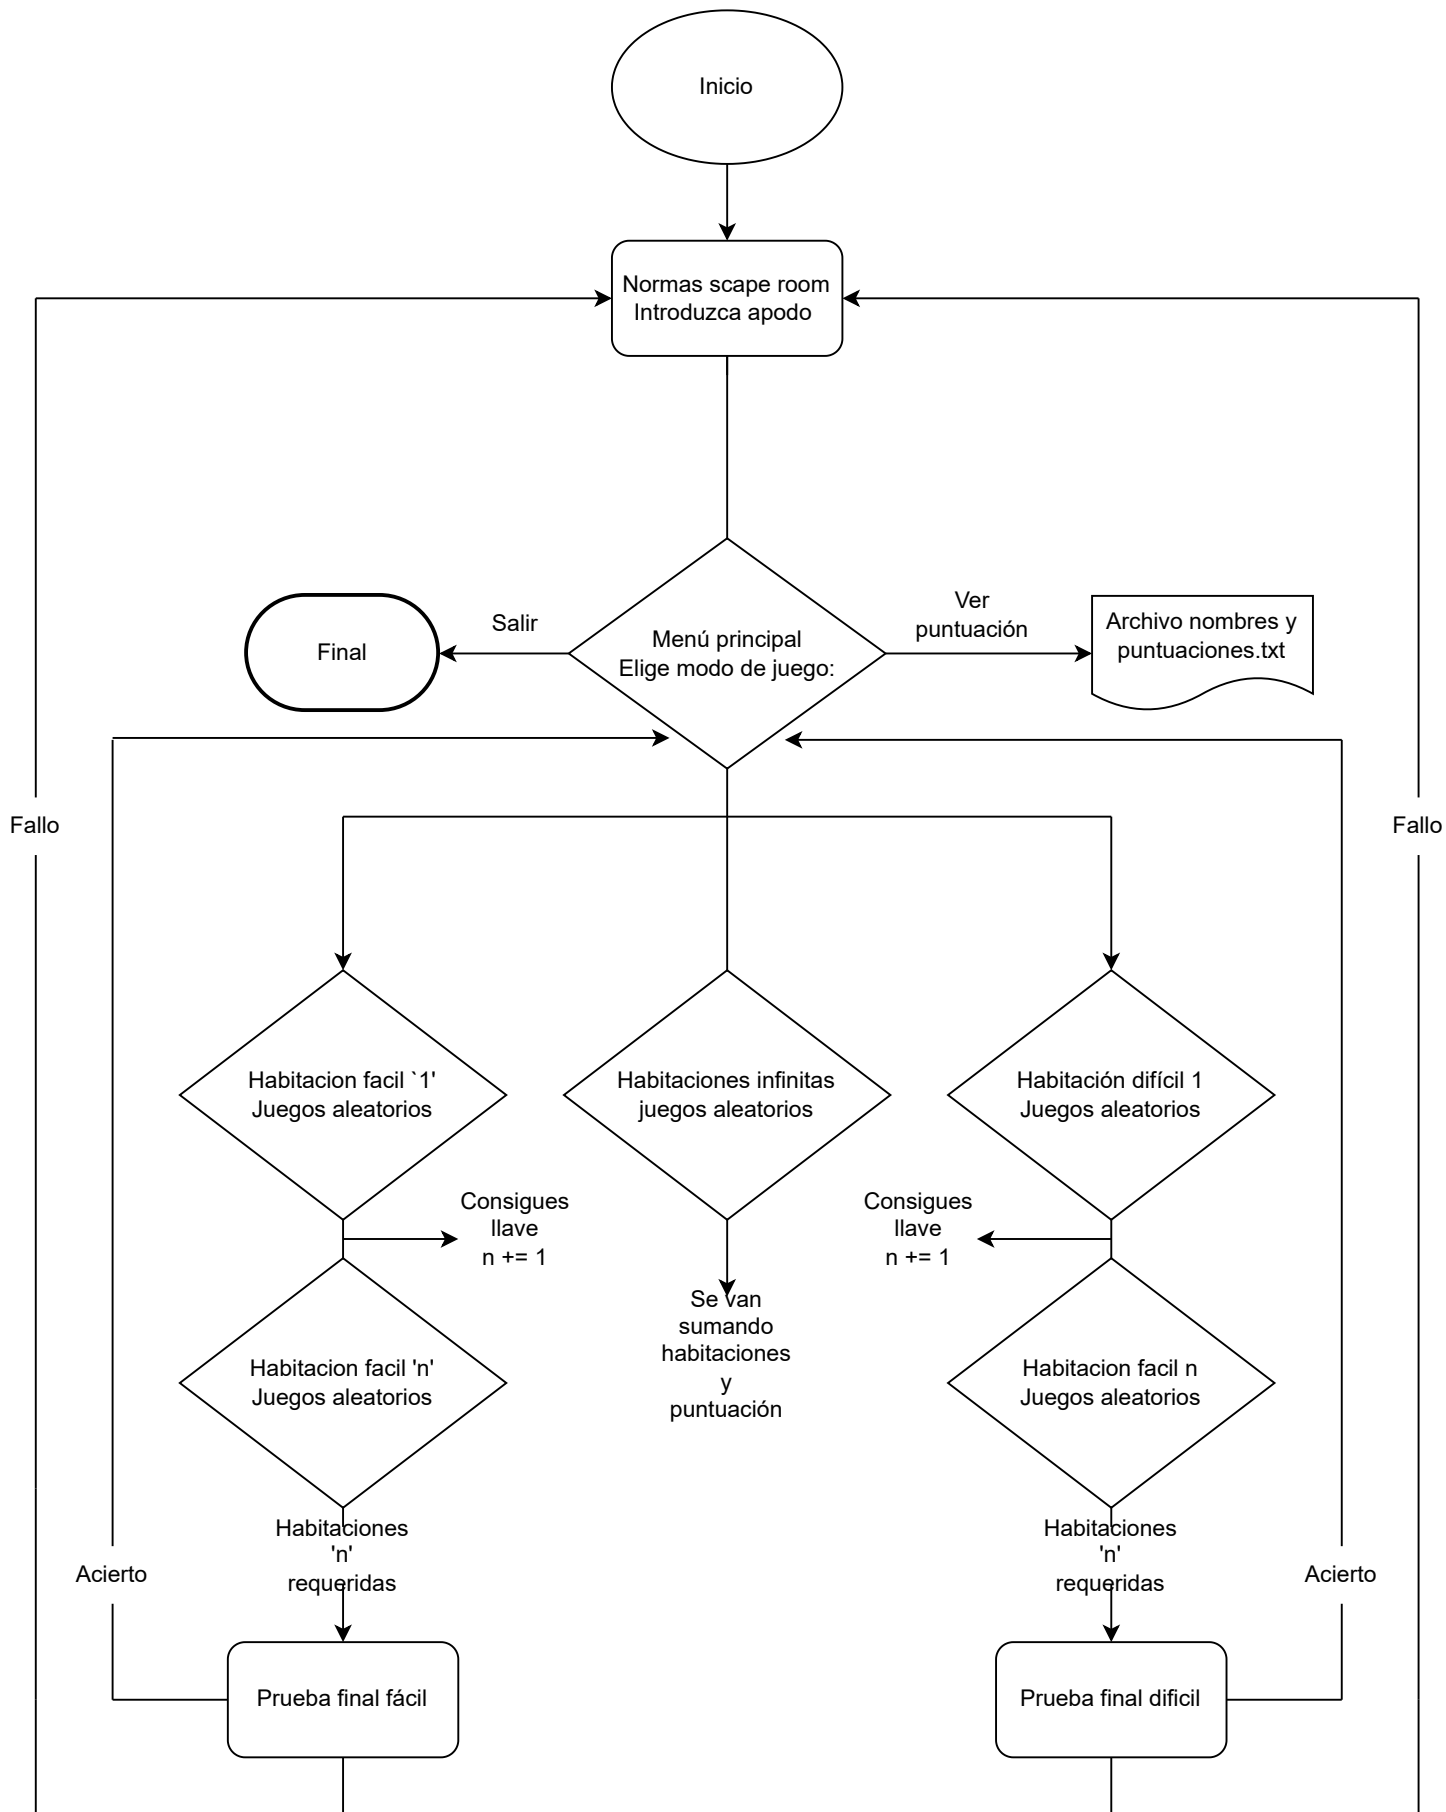 Inicio
Normas scape room
Introduzca apodo
Salir
Final
Menú principal
Elige modo de juego:
Ver
puntuación
Archivo nombres y
puntuaciones.txt
Fallo
Fallo
Habitacion facil `1'
Juegos aleatorios
Habitaciones infinitas
juegos aleatorios
Habitación difícil 1
Juegos aleatorios
Consigues
llave
n += 1
Consigues
llave
n += 1
Se van
sumando
habitaciones
y
puntuación
Habitacion facil 'n'
Juegos aleatorios
Habitacion facil n
Juegos aleatorios
Habitaciones
'n'
requeridas
Habitaciones
'n'
requeridas
Acierto
Acierto
Prueba final fácil
Prueba final dificil